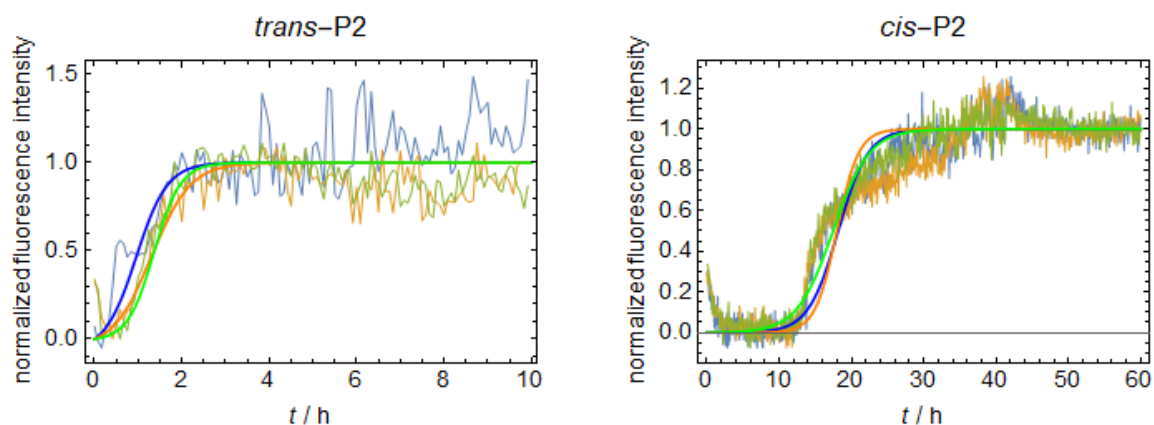 trans–P2
normalized fluorescence intensity
1.5
1.0
0.5
0.0
0 2 4 6 8 10
t / h
cis–P2
normalized fluorescence intensity
1.2
1.0
0.8
0.6
0.4
0.2
0.0
0 10 20 30 40 50 60
t / h